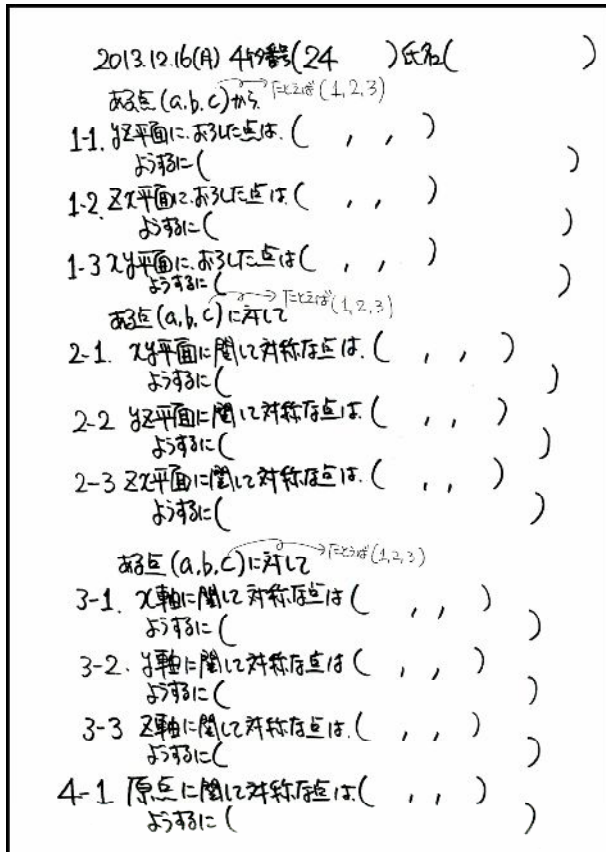 2013.12.16(月) 4桁番号(24 )氏名( )
ある点(a,b,c)から たとえば(1,2,3)
1-1. yz平面に.おろした点は.( , , )
ようするに( )
1-2. zx平面に.おろした点は.( , , )
ようするに( )
1-3 xy平面に.おろした点は( , , )
ようするに( )
ある点(a,b,c)に対して たとえば(1,2,3)
2-1. xy平面に関して対称な点は.( , , )
ようするに( )
2-2 yz平面に関して対称な点は.( , , )
ようするに( )
2-3 zx平面に関して対称な点は.( , , )
ようするに( )
ある点(a,b,c)に対して たとえば(1,2,3)
3-1. x軸に関して対称な点は( , , )
ようするに( )
3-2. y軸に関して対称な点は( , , )
ようするに( )
3-3 z軸に関して対称な点は.( , , )
ようするに( )
4-1 原点に関して対称な点は.( , , )
ようするに( )